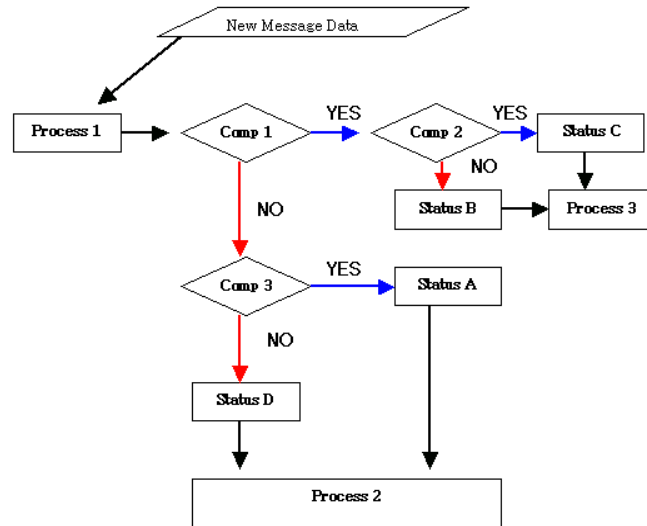 New Message Data
Process 1
Comp 1
YES
Comp 2
YES
Status C
NO
Status B
Process 3
NO
Comp 3
YES
Status A
NO
Status D
Process 2